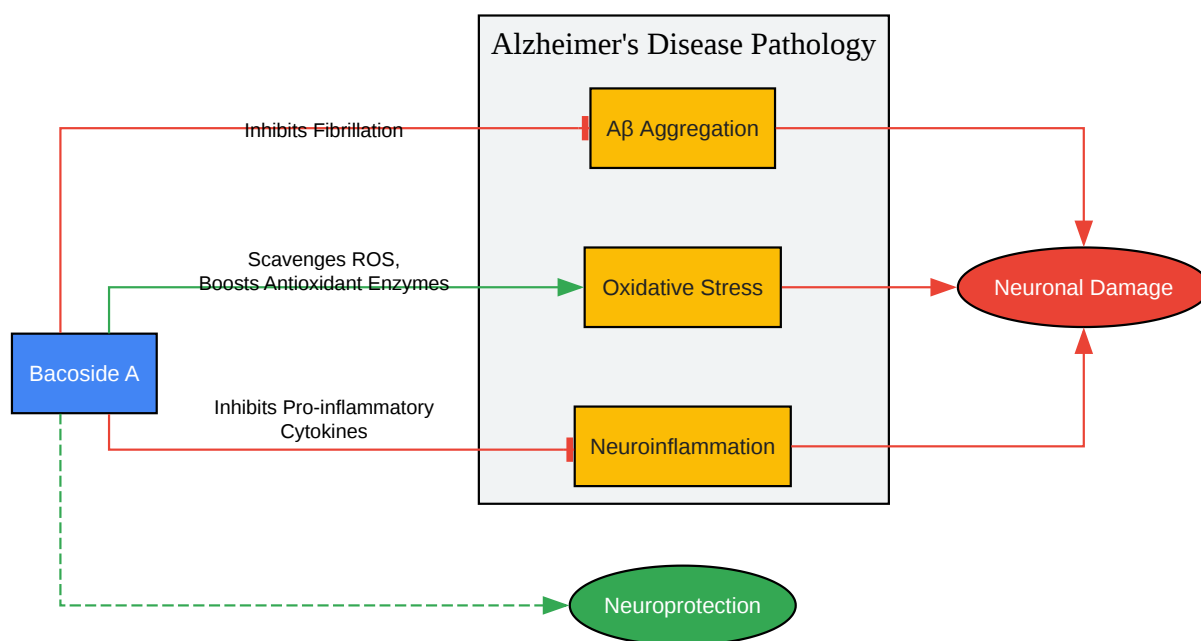 Alzheimer's Disease Pathology
Inhibits Fibrillation
Aβ Aggregation
Scavenges ROS,
Boosts Antioxidant Enzymes
Oxidative Stress
Neuronal Damage
Bacoside A
Inhibits Pro-inflammatory
Cytokines
Neuroinflammation
Neuroprotection